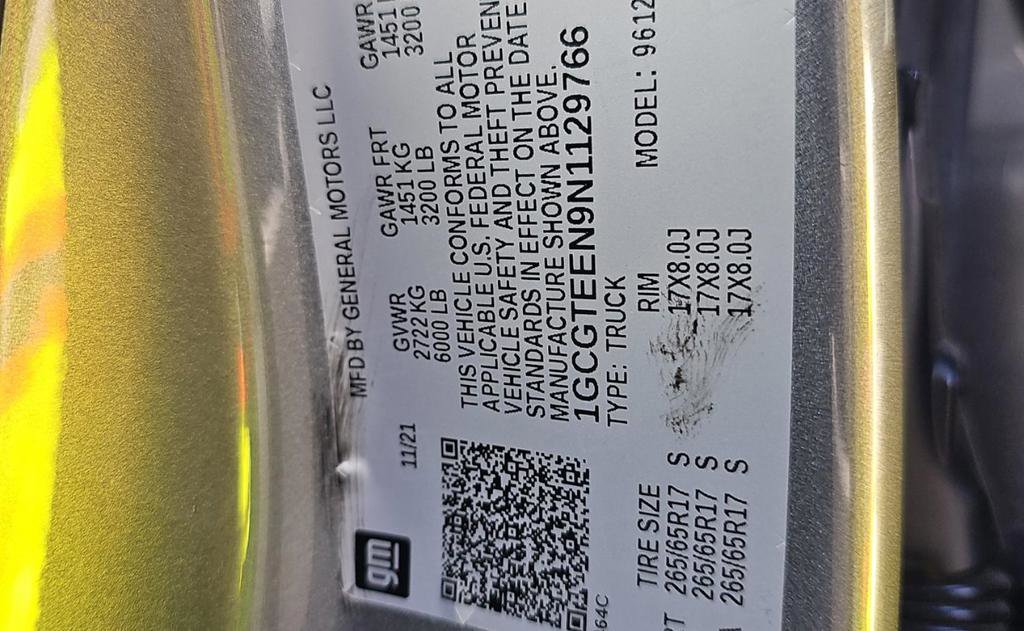 gm
MFD BY GENERAL MOTORS LLC
11/21
GVWR GAWR FRT GAWR
2722 KG 1451 KG 1451
6000 LB 3200 LB 3200
THIS VEHICLE CONFORMS TO ALL
APPLICABLE U.S. FEDERAL MOTOR
VEHICLE SAFETY AND THEFT PREVEN
STANDARDS IN EFFECT ON THE DATE
MANUFACTURE SHOWN ABOVE.
1GCGTEEN9N1129766
TYPE: TRUCK MODEL: 9612
64C
TIRE SIZE RIM
265/65R17 S 17X8.0J
265/65R17 S 17X8.0J
265/65R17 S 17X8.0J